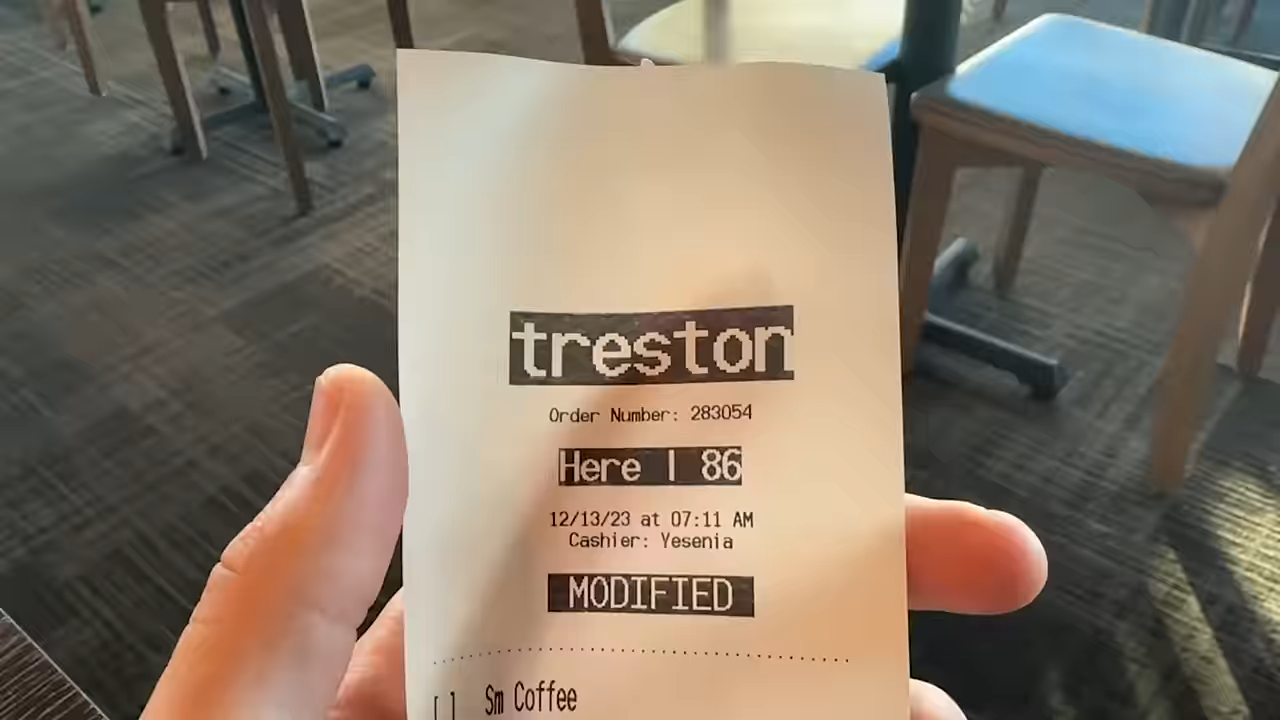 treston
Order Number: 283054
Here | 86
12/13/23 at 07:11 AM
Cashier: Yesenia
MODIFIED
[ ] Sm Coffee